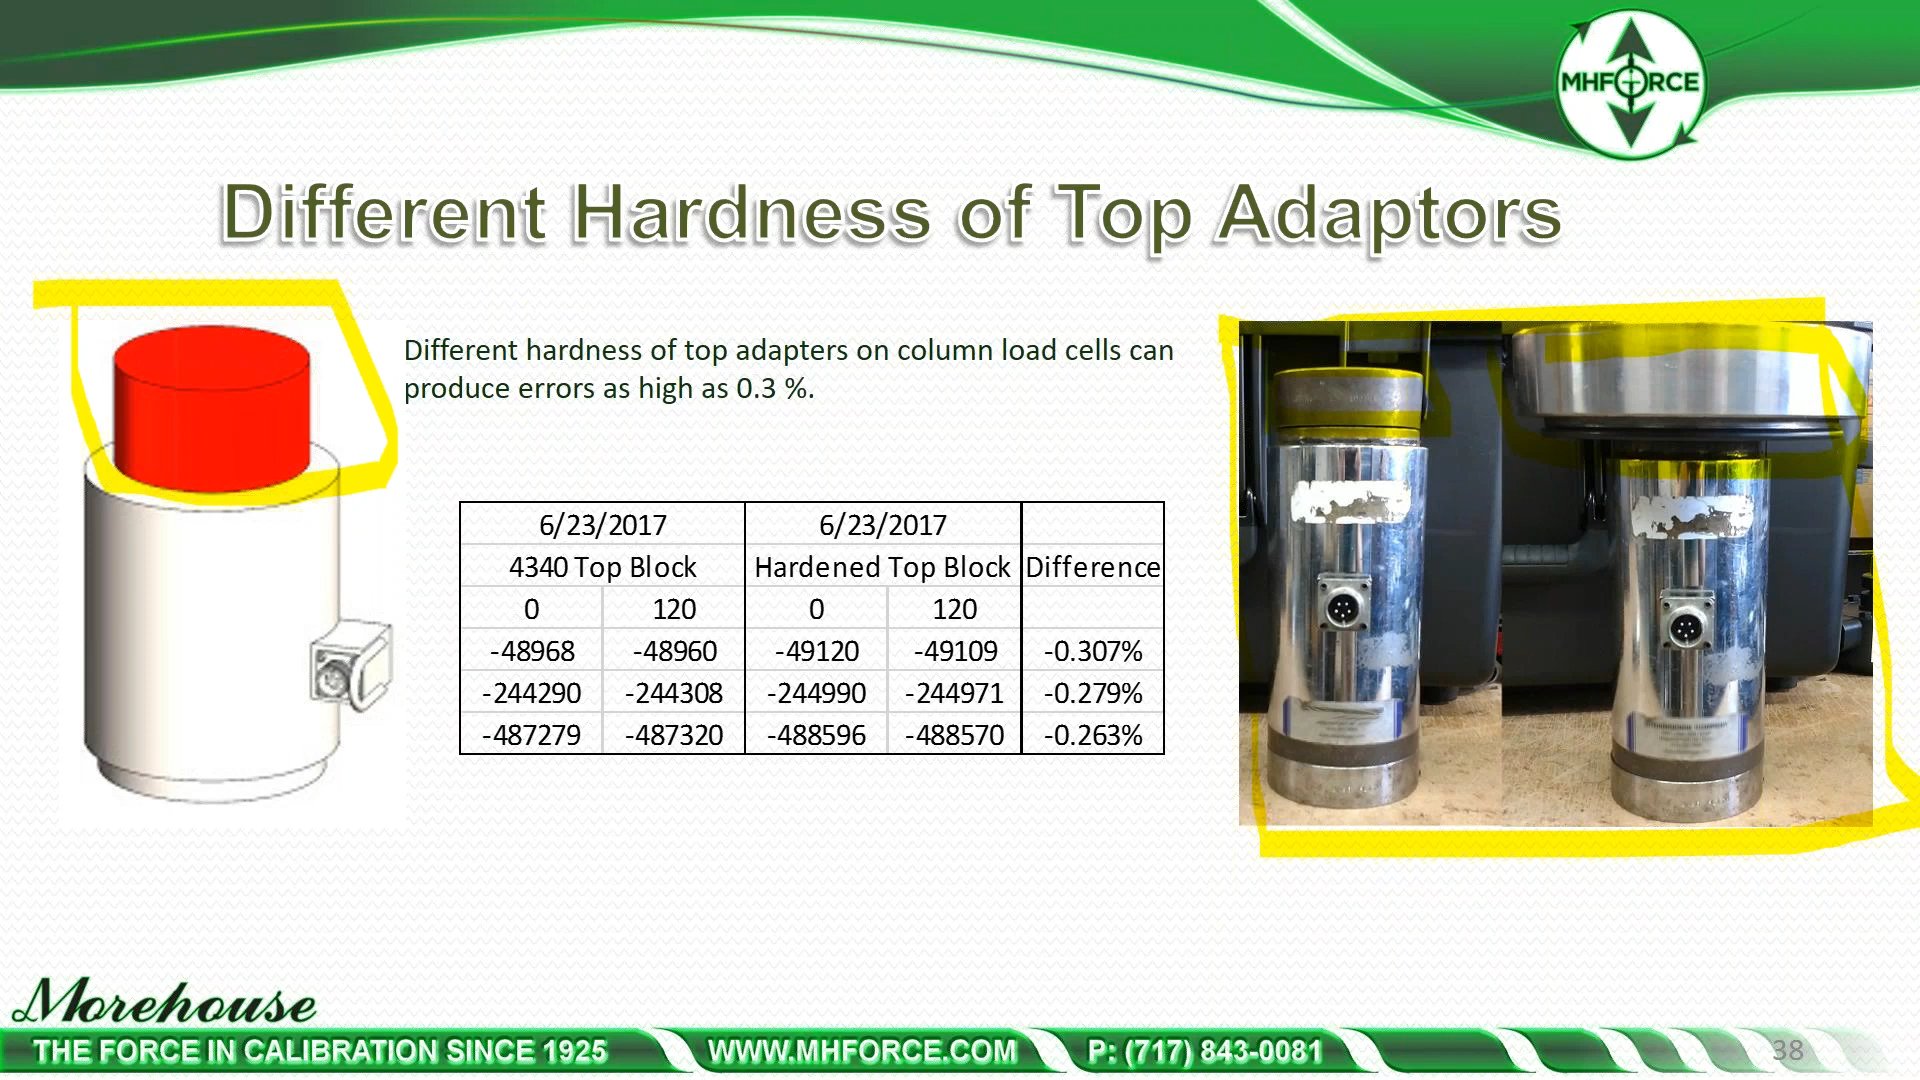 MHFORCE
Different Hardness of Top Adaptors
Different hardness of top adapters on column load cells can
produce errors as high as 0.3 %.
6/23/2017 6/23/2017
4340 Top Block Hardened Top Block Difference
0 120 0 120
-48968 -48960 -49120 -49109 -0.307%
-244290 -244308 -244990 -244971 -0.279%
-487279 -487320 -488596 -488570 -0.263%
Morehouse
THE FORCE IN CALIBRATION SINCE 1925 WWW.MHFORCE.COM P: (717) 843-0081 38